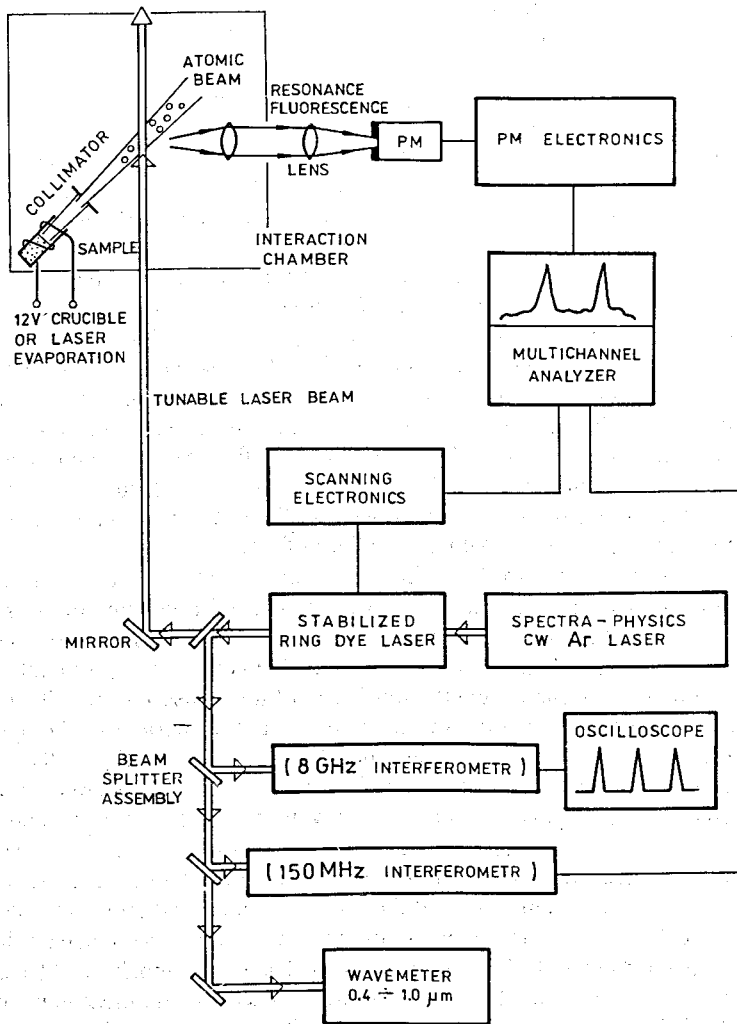 ATOMIC
BEAM
RESONANCE
FLUORESCENCE
LENS
PM
PM ELECTRONICS
COLLIMATOR
SAMPLE
INTERACTION
CHAMBER
12V CRUCIBLE
OR LASER
EVAPORATION
MULTICHANNEL
ANALYZER
TUNABLE LASER BEAM
SCANNING
ELECTRONICS
MIRROR
STABILIZED
RING DYE LASER
SPECTRA-PHYSICS
CW Ar LASER
BEAM
SPLITTER
ASSEMBLY
(8 GHz INTERFEROMETR)
OSCILLOSCOPE
(150 MHz INTERFEROMETR)
WAVEMETER
0.4 ÷ 1.0 µm